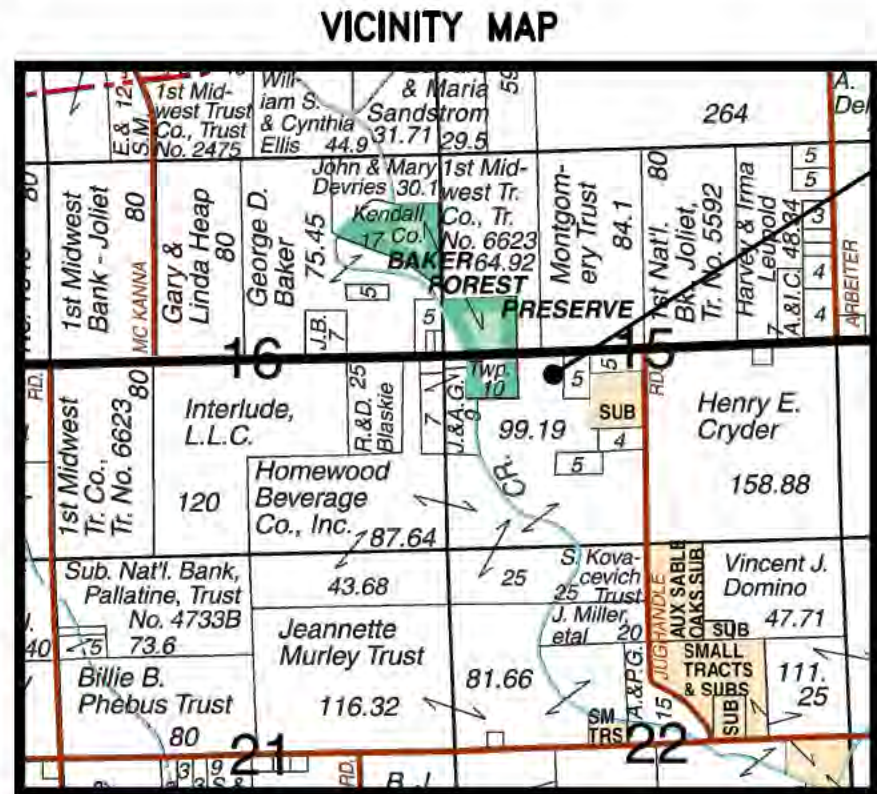 VICINITY MAP
E.& 12
S.M.
1st Mid-
west Trust
Co., Trust
No. 2475
Will-
iam S.
& Cynthia
Ellis 44.9
& Maria
Sandstrom
31.71
29.5
59
264
A.
Del
80
1st Midwest
Bank - Joliet
80
MC KANNA
Gary &
Linda Heap
80
George D.
Baker
75.45
John & Mary
Devries 30.1
Kendall
17 Co.
BAKER
FOREST
PRESERVE
1st Mid-
west Tr.
Co., Tr.
No. 6623
64.92
Montgom-
ery Trust
84.1
1st Nat'l.
Bk. Joliet,
Tr. No. 5592
80
Harvey & Irma
Leupold
48.34
A.&I.C.
7
5
5
3
4
4
ARBEITER
5
J.B.
7
5
16
15
RD.
1st Midwest
Tr. Co.,
Tr. No. 6623
80
Interlude,
L.L.C.
120
R.&D. 25
Blaskie
7
J.&A.G.
9
Twp.
10
99.19
5
5
SUB
4
5
RD.
Henry E.
Cryder
158.88
Homewood
Beverage
Co., Inc.
87.64
CR.
Sub. Nat'l. Bank,
Pallatine, Trust
No. 4733B
73.6
5
40
43.68
25
S. Kova-
cevich
25 Trust
J. Miller,
etal 20
JUGHANDLE
AUX SABLE
OAKS SUB
Vincent J.
Domino
47.71
SUB
Jeannette
Murley Trust
116.32
81.66
Billie B.
Phebus Trust
80
A.&P.G.
15
SMALL
TRACTS
& SUBS
SUB
111.
25
SM
TRS
21
22
3
9
RD.